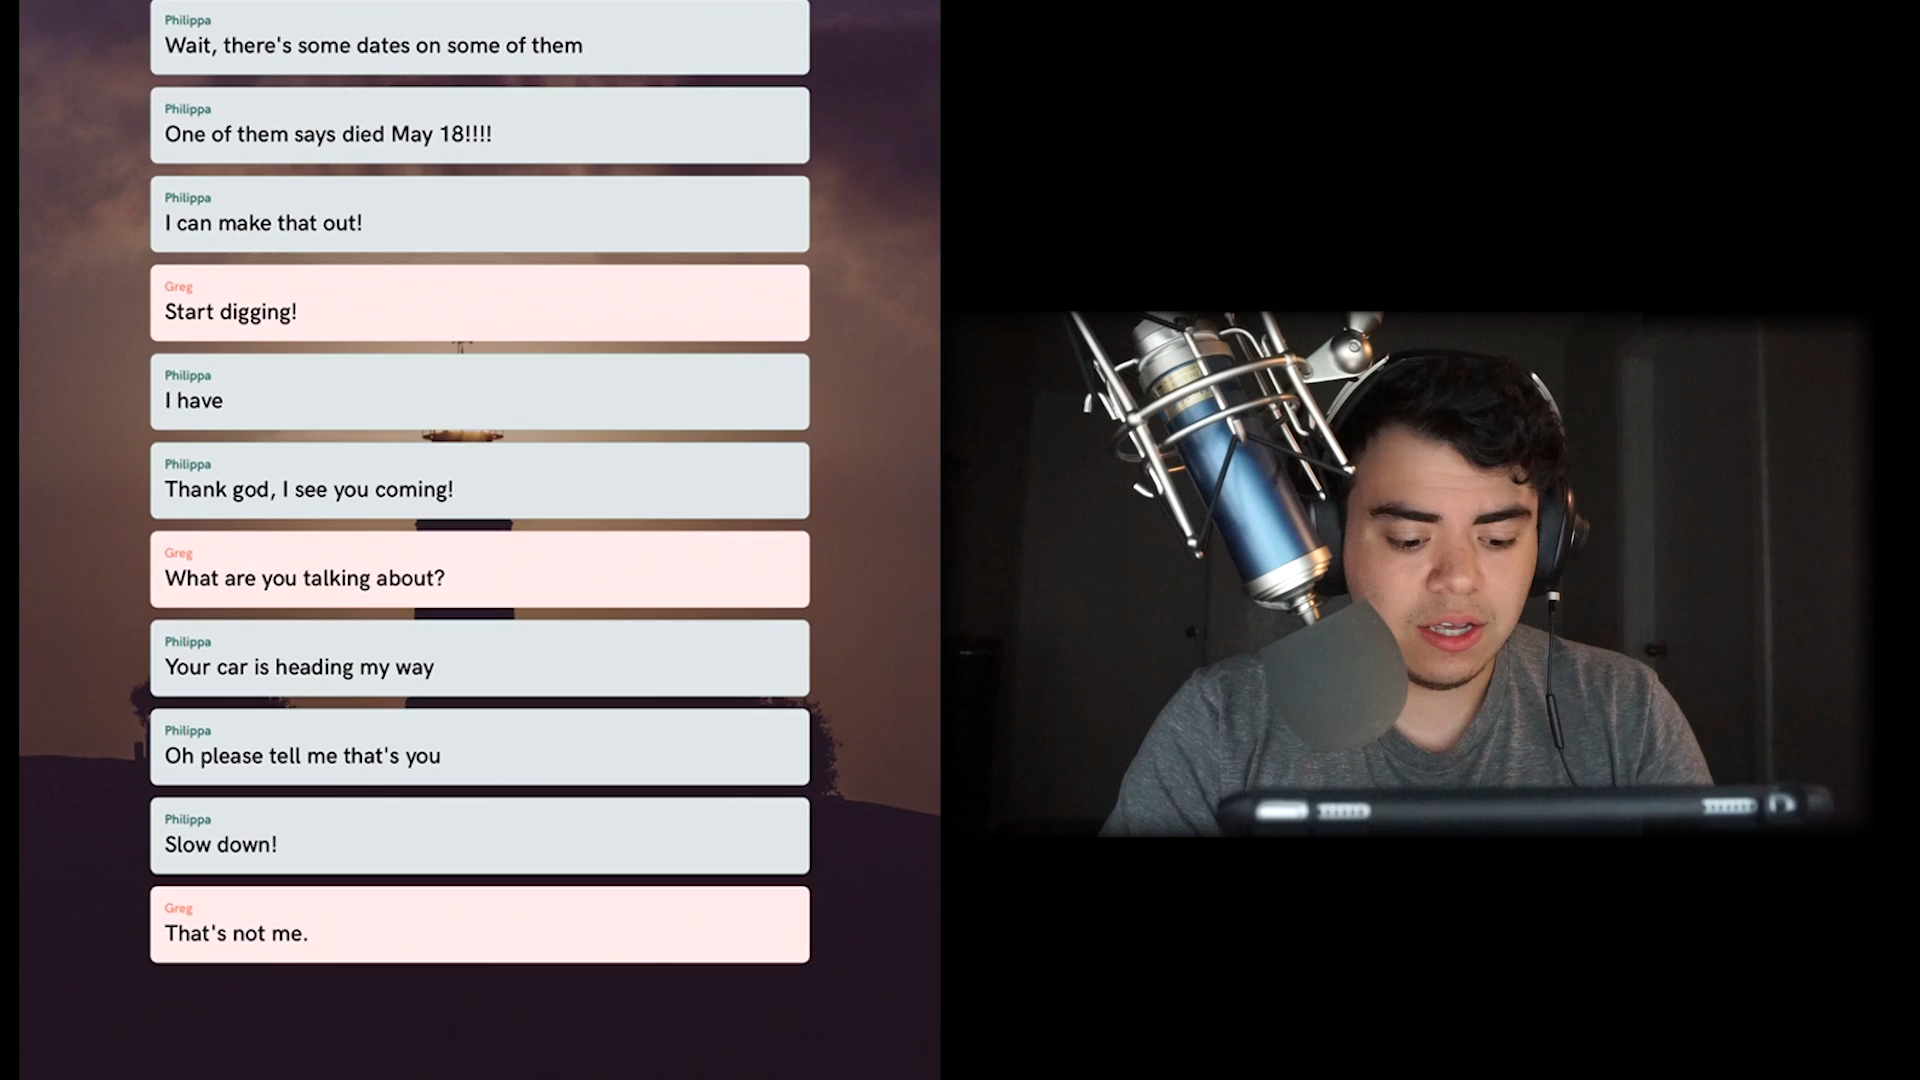 Philippa
Wait, there's some dates on some of them
Philippa
One of them says died May 18!!!!
Philippa
I can make that out!
Greg
Start digging!
Philippa
I have
Philippa
Thank god, I see you coming!
Greg
What are you talking about?
Philippa
Your car is heading my way
Philippa
Oh please tell me that's you
Philippa
Slow down!
Greg
That's not me.